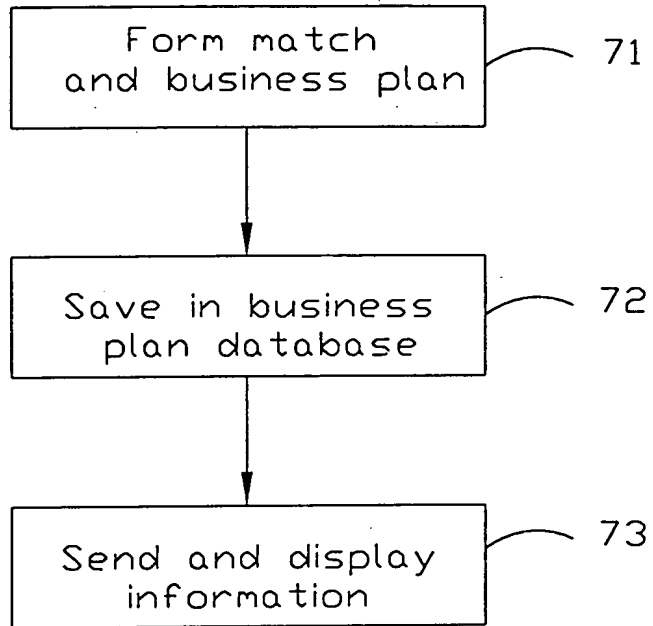 Form match
and business plan
71
Save in business
plan database
72
Send and display
information
73